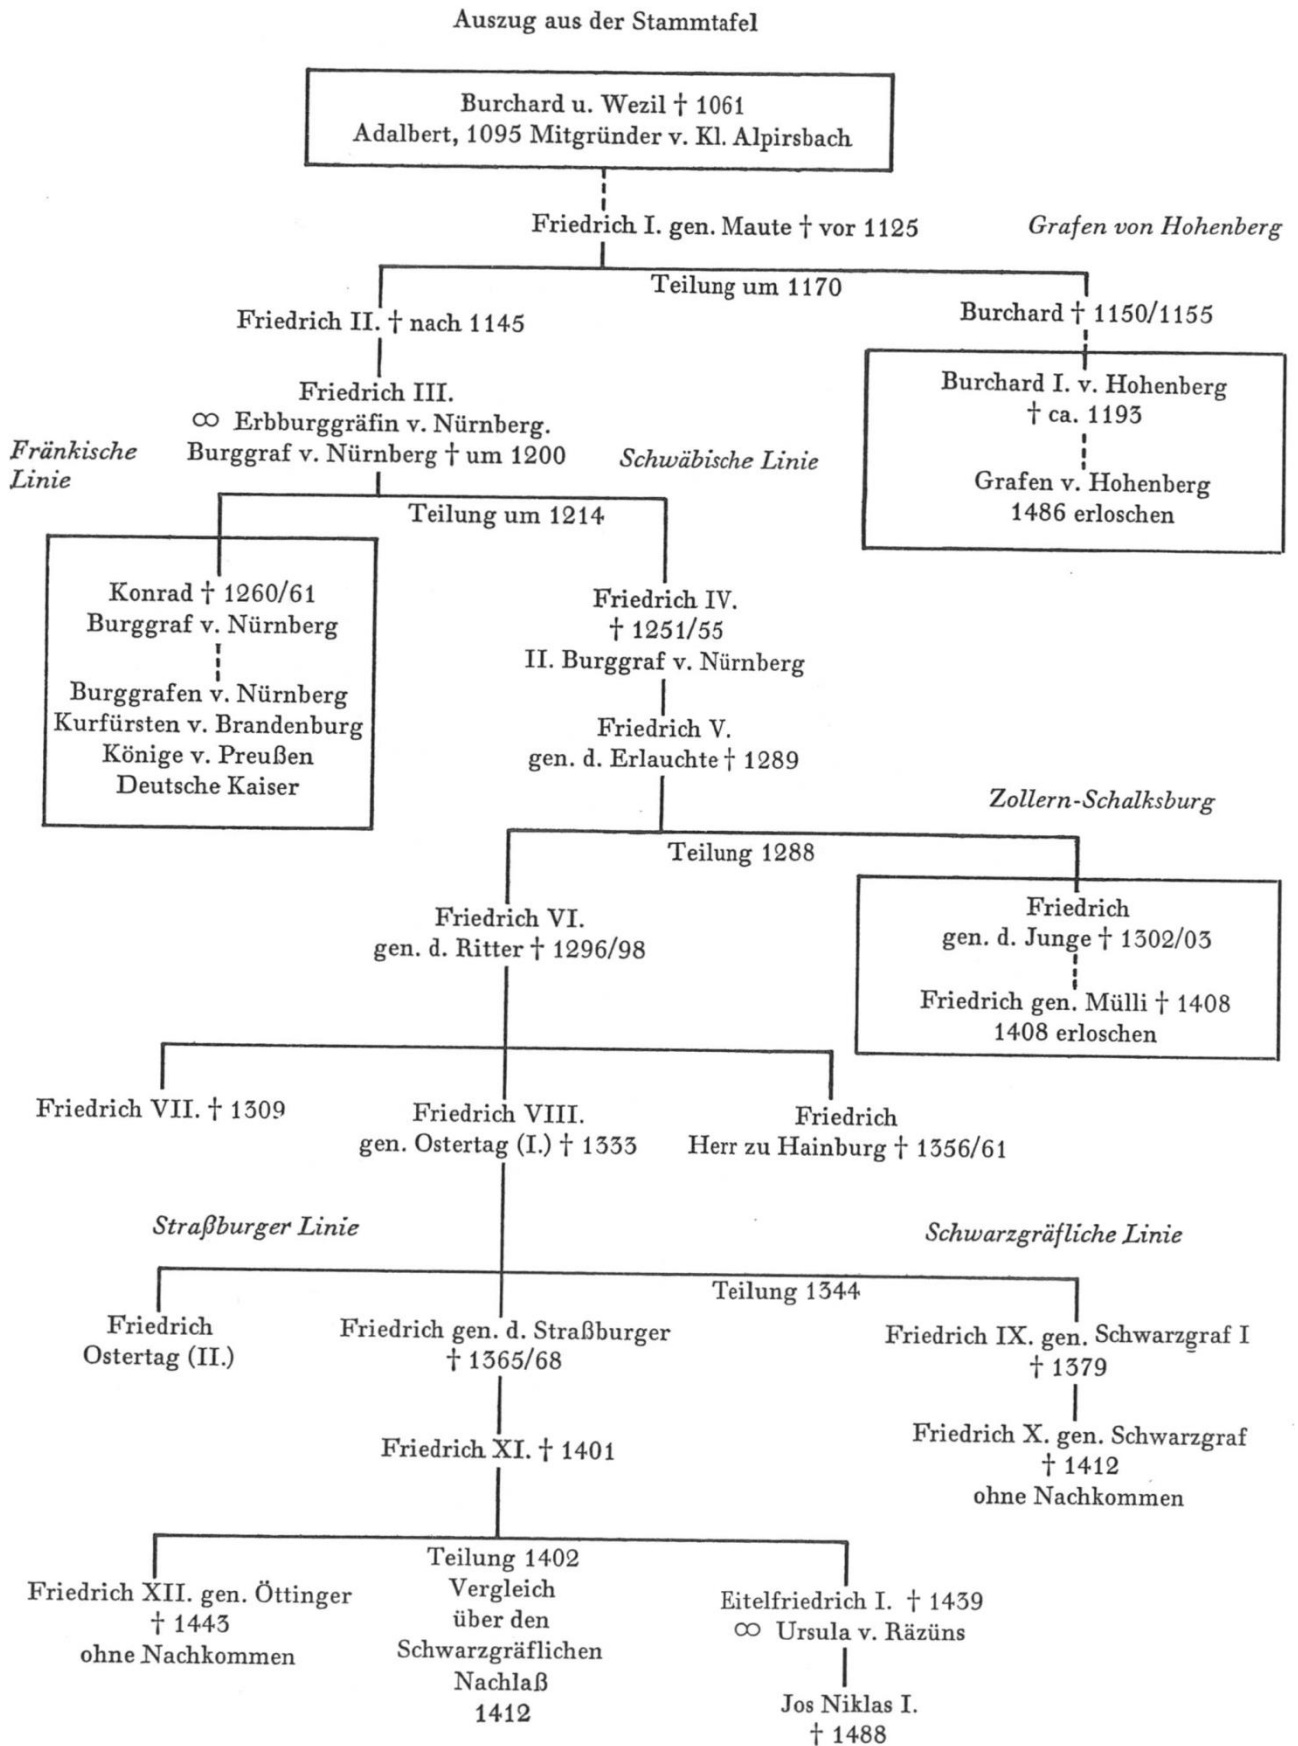 Auszug aus der Stammtafel
Burchard u. Wezil † 1061
Adalbert, 1095 Mitgründer v. Kl. Alpirsbach
Friedrich I. gen. Maute † vor 1125
Grafen von Hohenberg
Teilung um 1170
Friedrich II. † nach 1145
Burchard † 1150/1155
Friedrich III.
∞ Erbburggräfin v. Nürnberg.
Burggraf v. Nürnberg † um 1200
Burchard I. v. Hohenberg
† ca. 1193
Grafen v. Hohenberg
1486 erloschen
Fränkische
Linie
Schwäbische Linie
Teilung um 1214
Konrad † 1260/61
Burggraf v. Nürnberg
Burggrafen v. Nürnberg
Kurfürsten v. Brandenburg
Könige v. Preußen
Deutsche Kaiser
Friedrich IV.
† 1251/55
II. Burggraf v. Nürnberg
Friedrich V.
gen. d. Erlauchte † 1289
Zollern-Schalksburg
Teilung 1288
Friedrich VI.
gen. d. Ritter † 1296/98
Friedrich
gen. d. Junge † 1302/03
Friedrich gen. Mülli † 1408
1408 erloschen
Friedrich VII. † 1309
Friedrich VIII.
gen. Ostertag (I.) † 1333
Friedrich
Herr zu Hainburg † 1356/61
Straßburger Linie
Schwarzgräfliche Linie
Teilung 1344
Friedrich
Ostertag (II.)
Friedrich gen. d. Straßburger
† 1365/68
Friedrich IX. gen. Schwarzgraf I
† 1379
Friedrich XI. † 1401
Friedrich X. gen. Schwarzgraf
† 1412
ohne Nachkommen
Friedrich XII. gen. Öttinger
† 1443
ohne Nachkommen
Teilung 1402
Vergleich
über den
Schwarzgräflichen
Nachlaß
1412
Eitelfriedrich I. † 1439
∞ Ursula v. Räzüns
Jos Niklas I.
† 1488